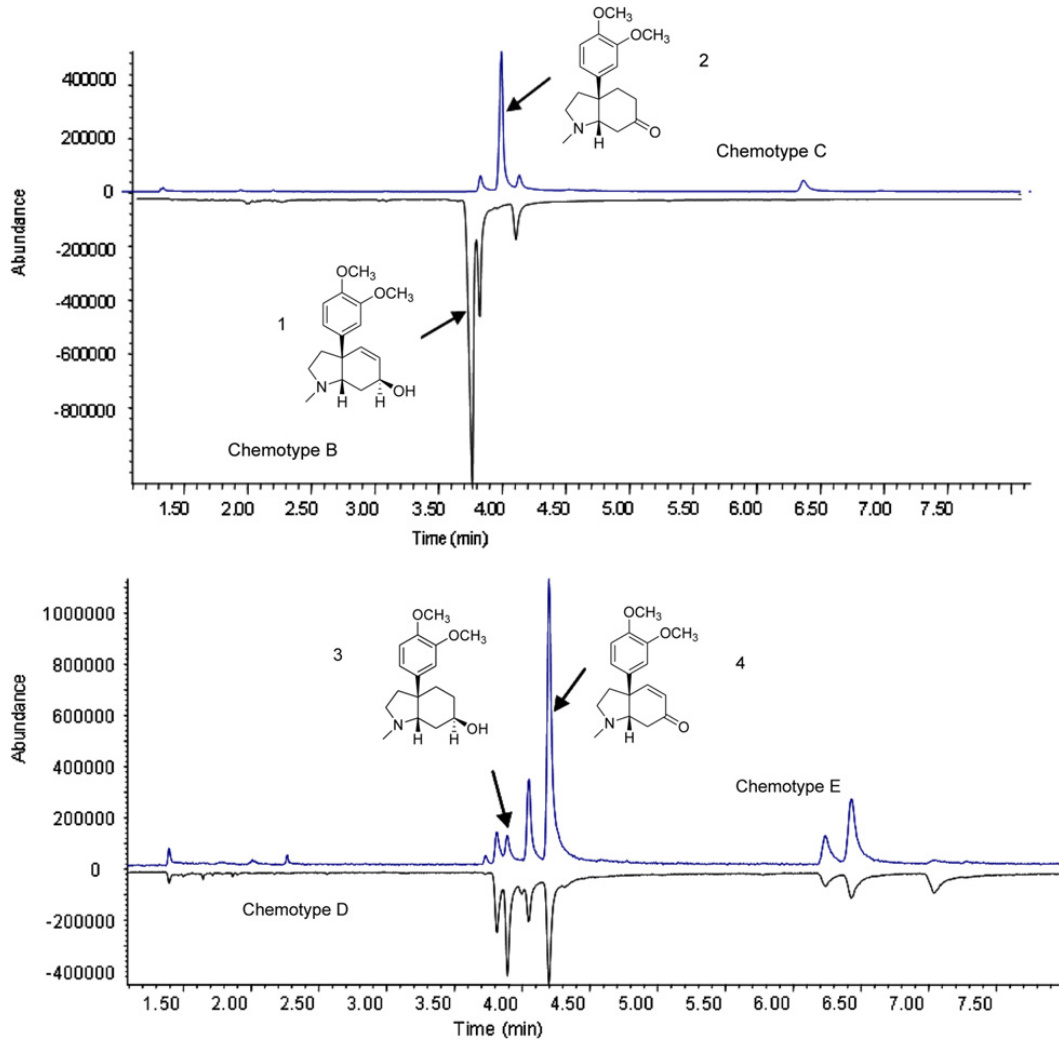 OCH₃
OCH₃
2
N
H
O
Chemotype C
400000
200000
0
-200000
-400000
-600000
-800000
Abundance
OCH₃
OCH₃
1
N
H
H
OH
Chemotype B
1.50 2.00 2.50 3.00 3.50 4.00 4.50 5.00 5.50 6.00 6.50 7.00 7.50
Time (min)
1000000
800000
600000
400000
200000
0
-200000
-400000
Abundance
OCH₃
OCH₃
3
N
H
H
OH
OCH₃
OCH₃
4
N
H
O
Chemotype E
Chemotype D
1.50 2.00 2.50 3.00 3.50 4.00 4.50 5.00 5.50 6.00 6.50 7.00 7.50
Time (min)